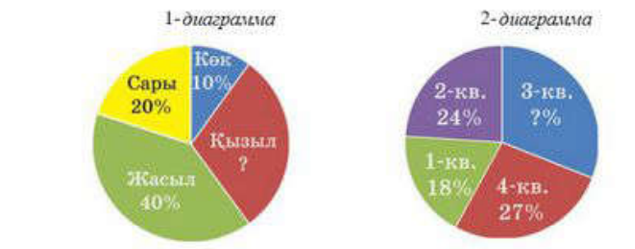 1-диаграмма
Көк
10%
Сары
20%
Қызыл
?
Жасыл
40%
2-диаграмма
2-кв.
24%
3-кв.
?%
1-кв.
18%
4-кв.
27%